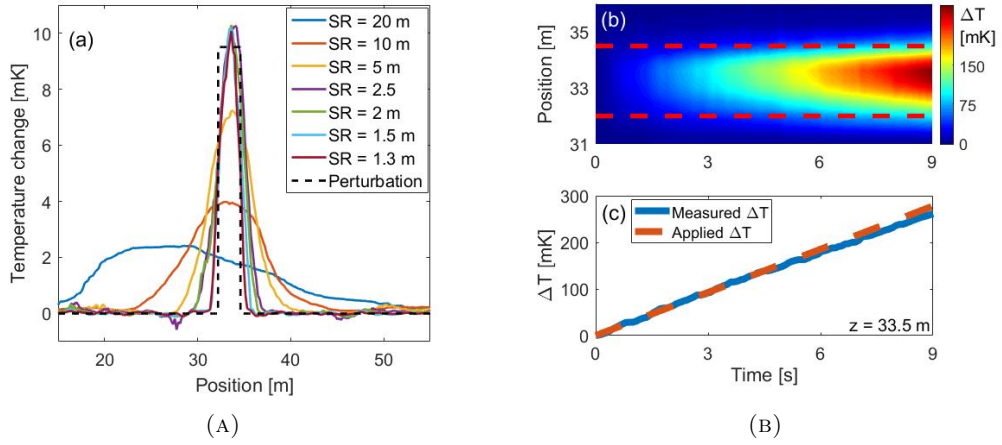 (a)
SR = 20 m
SR = 10 m
SR = 5 m
SR = 2.5
SR = 2 m
SR = 1.5 m
SR = 1.3 m
Perturbation
Temperature change [mK]
10
8
6
4
2
0
20
30
40
50
Position [m]
(A)
(b)
Position [m]
35
33
31
0
3
6
9
ΔT
[mK]
150
75
0
(c)
Measured ΔT
Applied ΔT
ΔT [mK]
300
200
100
0
z = 33.5 m
0
3
6
9
Time [s]
(B)